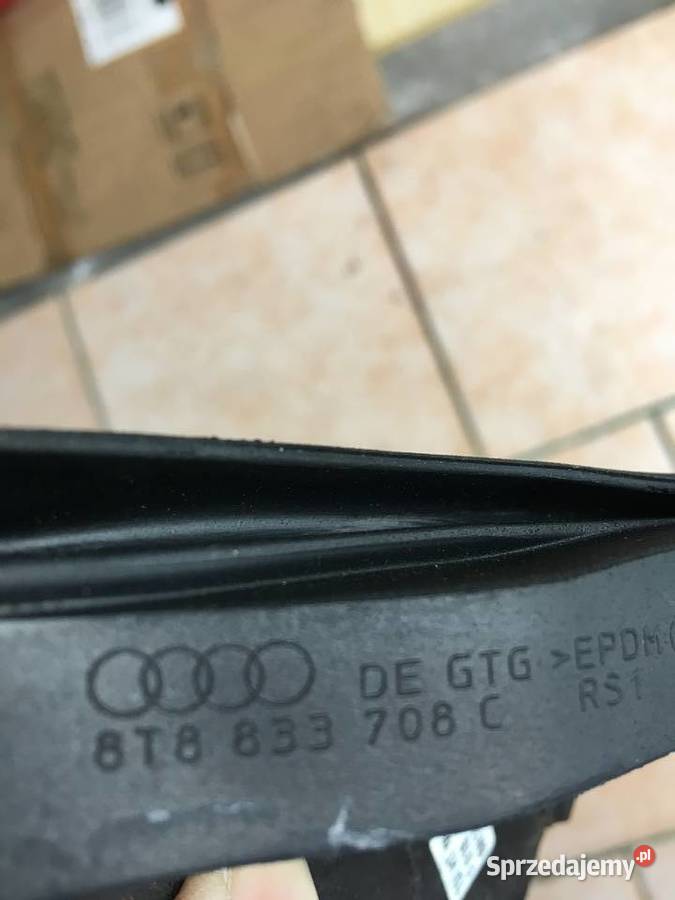 DE GTG >EPDM
RS1
8T8 833 708 C
Sprzedajemy.pl